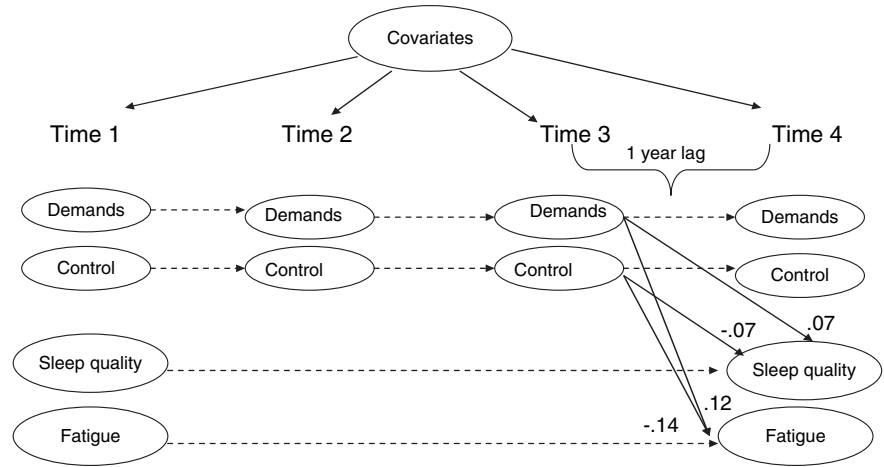 Covariates
Time 1 Time 2 Time 3 Time 4
1 year lag
Demands Demands Demands Demands
Control Control Control Control
-.07 .07
Sleep quality Sleep quality
.12
-.14
Fatigue Fatigue